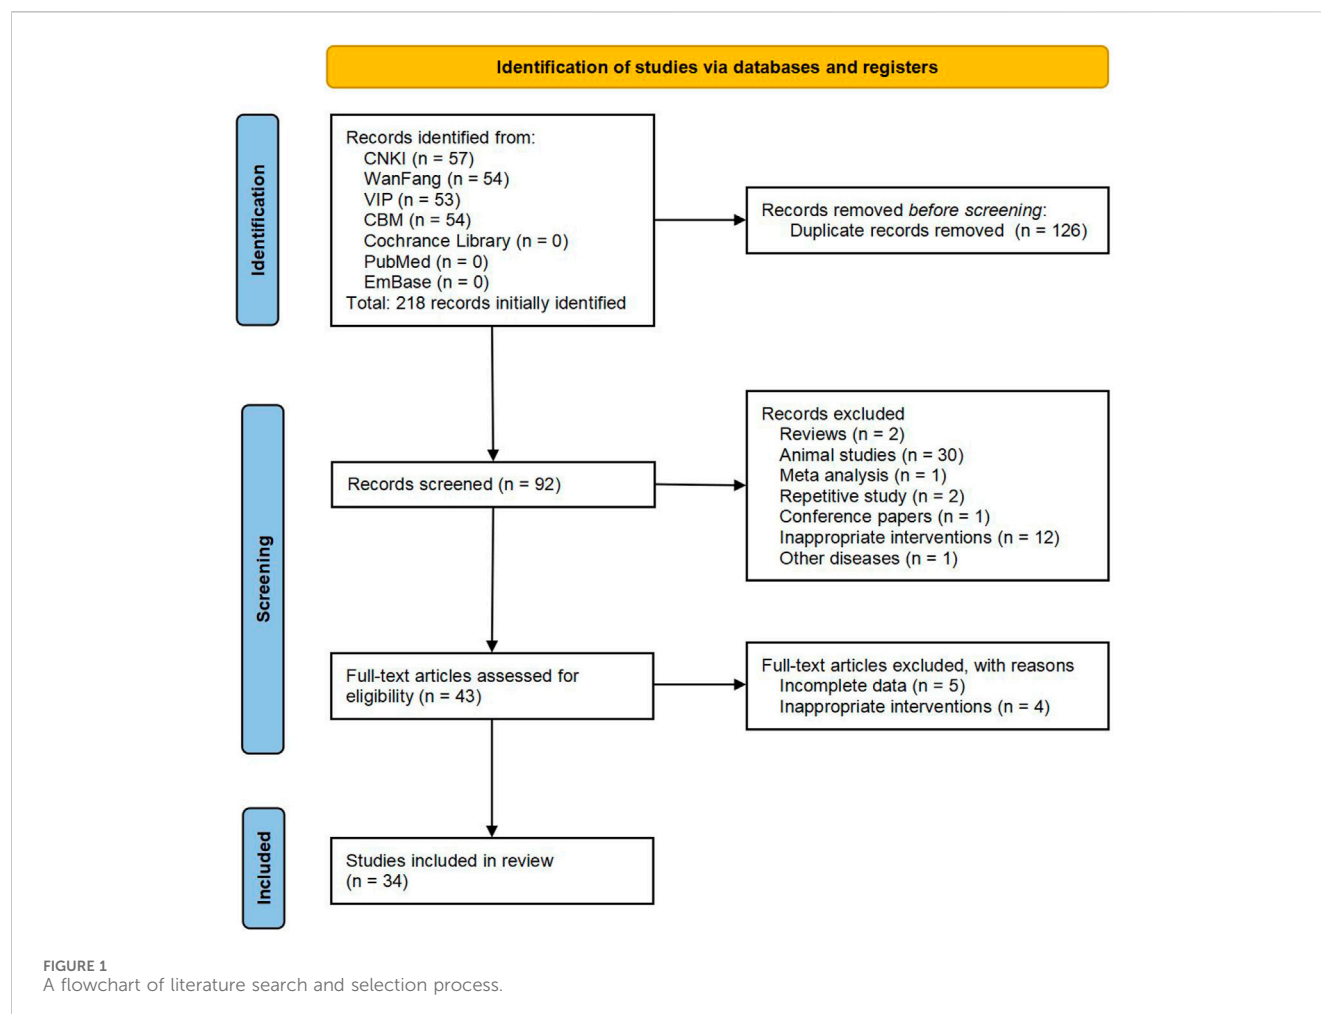 Identification of studies via databases and registers
Identification
Records identified from:
CNKI (n = 57)
WanFang (n = 54)
VIP (n = 53)
CBM (n = 54)
Cochrance Library (n = 0)
PubMed (n = 0)
EmBase (n = 0)
Total: 218 records initially identified
Records removed before screening:
Duplicate records removed (n = 126)
Screening
Records screened (n = 92)
Records excluded
Reviews (n = 2)
Animal studies (n = 30)
Meta analysis (n = 1)
Repetitive study (n = 2)
Conference papers (n = 1)
Inappropriate interventions (n = 12)
Other diseases (n = 1)
Full-text articles assessed for
eligibility (n = 43)
Full-text articles excluded, with reasons
Incomplete data (n = 5)
Inappropriate interventions (n = 4)
Included
Studies included in review
(n = 34)
FIGURE 1
A flowchart of literature search and selection process.